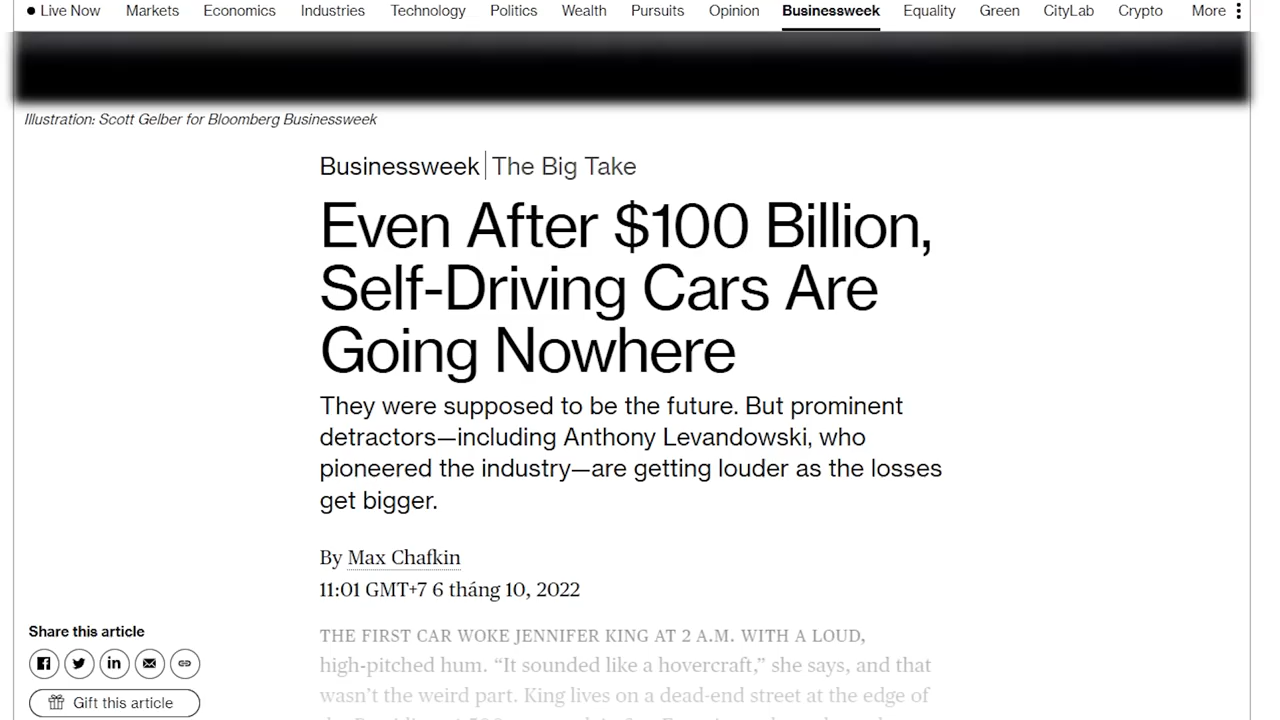 Live Now Markets Economics Industries Technology Politics Wealth Pursuits Opinion Businessweek Equality Green CityLab Crypto More
Illustration: Scott Gelber for Bloomberg Businessweek
Businessweek | The Big Take
Even After $100 Billion,
Self-Driving Cars Are
Going Nowhere
They were supposed to be the future. But prominent
detractors—including Anthony Levandowski, who
pioneered the industry—are getting louder as the losses
get bigger.
By Max Chafkin
11:01 GMT+7 6 tháng 10, 2022
Share this article
Gift this article
THE FIRST CAR WOKE JENNIFER KING AT 2 A.M. WITH A LOUD,
high-pitched hum. “It sounded like a hovercraft,” she says, and that
wasn’t the weird part. King lives on a dead-end street at the edge of